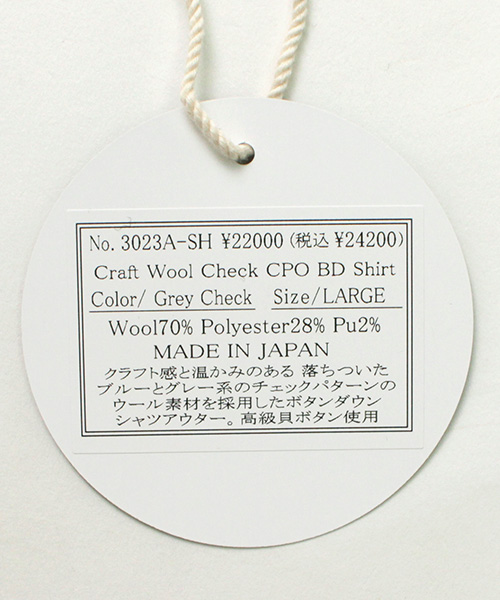 No. 3023A-SH ¥22000 (税込 ¥24200)
Craft Wool Check CPO BD Shirt
Color/ Grey Check Size/LARGE
Wool70% Polyester28% Pu2%
MADE IN JAPAN
クラフト感と温かみのある 落ちついた
ブルーとグレー系のチェックパターンの
ウール素材を採用したボタンダウン
シャツアウター。高級貝ボタン使用